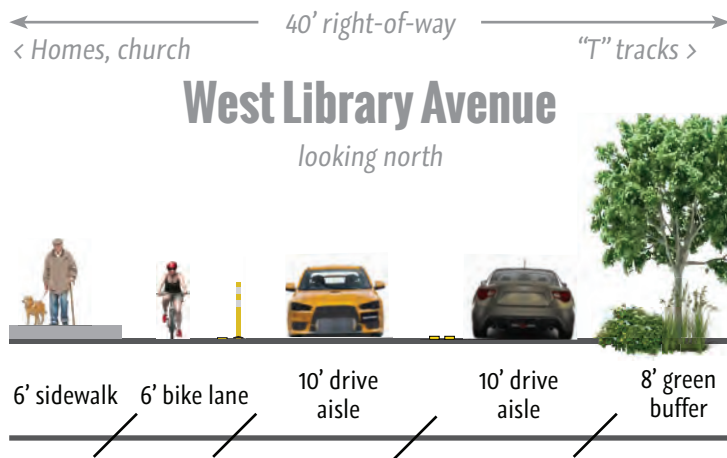 40' right-of-way
< Homes, church
"T" tracks >
West Library Avenue
looking north
6' sidewalk
6' bike lane
10' drive
aisle
10' drive
aisle
8' green
buffer